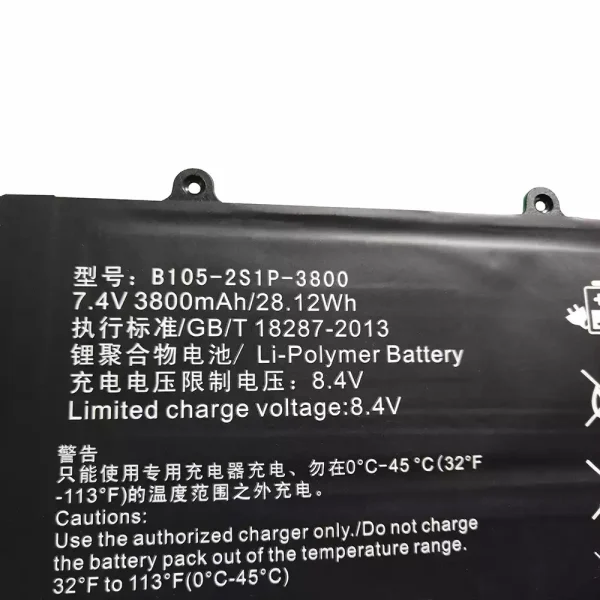 型号：B105-2S1P-3800
7.4V 3800mAh/28.12Wh
执行标准/GB/T 18287-2013
锂聚合物电池/ Li-Polymer Battery
充电电压限制电压：8.4V
Limited charge voltage:8.4V
警告
只能使用专用充电器充电、勿在0°C-45 °C(32°F
-113°F)的温度范围之外充电。
Cautions:
Use the authorized charger only./Do not charge
the battery pack out of the temperature range.
32°F to 113°F(0°C-45°C)